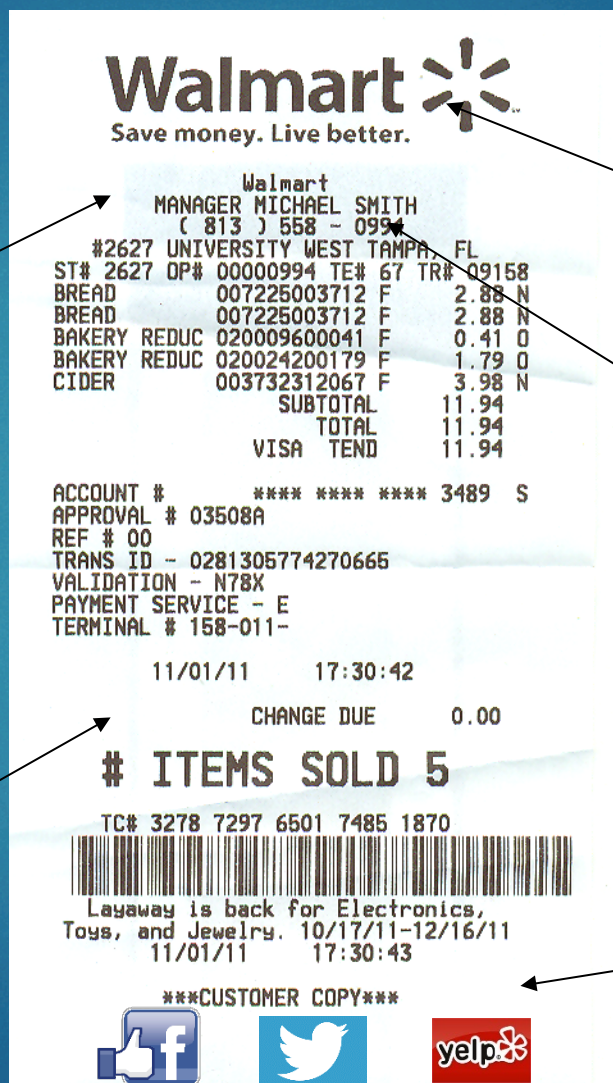 Walmart
Save money. Live better.
Walmart
MANAGER MICHAEL SMITH
( 813 ) 558 - 0994
#2627 UNIVERSITY WEST TAMPA, FL
ST# 2627 OP# 00000994 TE# 67 TR# 09158
BREAD 007225003712 F 2.88 N
BREAD 007225003712 F 2.88 N
BAKERY REDUC 020009600041 F 0.41 O
BAKERY REDUC 020024200179 F 1.79 O
CIDER 003732312067 F 3.98 N
SUBTOTAL 11.94
TOTAL 11.94
VISA TEND 11.94
ACCOUNT # **** **** **** 3489 S
APPROVAL # 03508A
REF # 00
TRANS ID - 0281305774270665
VALIDATION - N78X
PAYMENT SERVICE - E
TERMINAL # 158-011-
11/01/11 17:30:42
CHANGE DUE 0.00
# ITEMS SOLD 5
TC# 3278 7297 6501 7485 1870
Layaway is back for Electronics,
Toys, and Jewelry. 10/17/11-12/16/11
11/01/11 17:30:43
***CUSTOMER COPY***
f
yelp